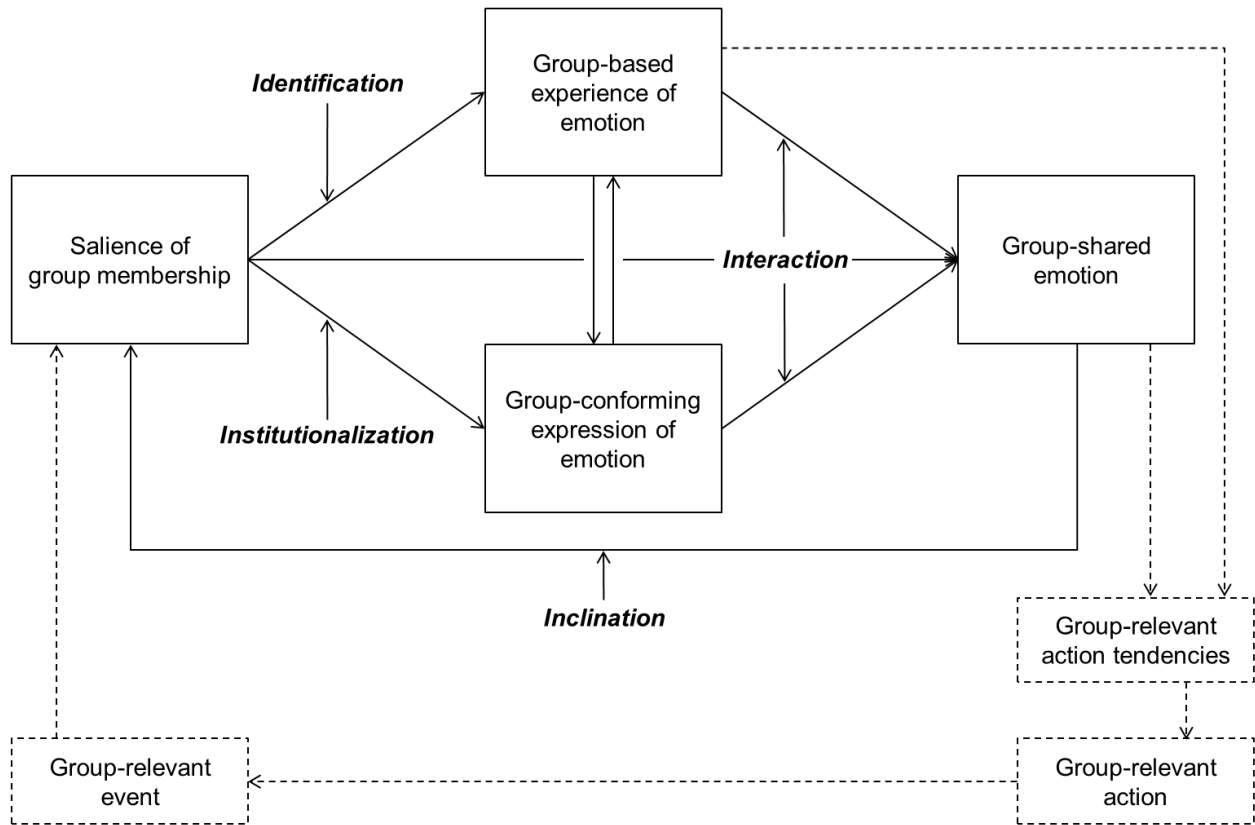 Group-based
experience of
emotion
Identification
Salience of
group membership
Interaction
Group-shared
emotion
Group-conforming
expression of
emotion
Institutionalization
Inclination
Group-relevant
action tendencies
Group-relevant
event
Group-relevant
action